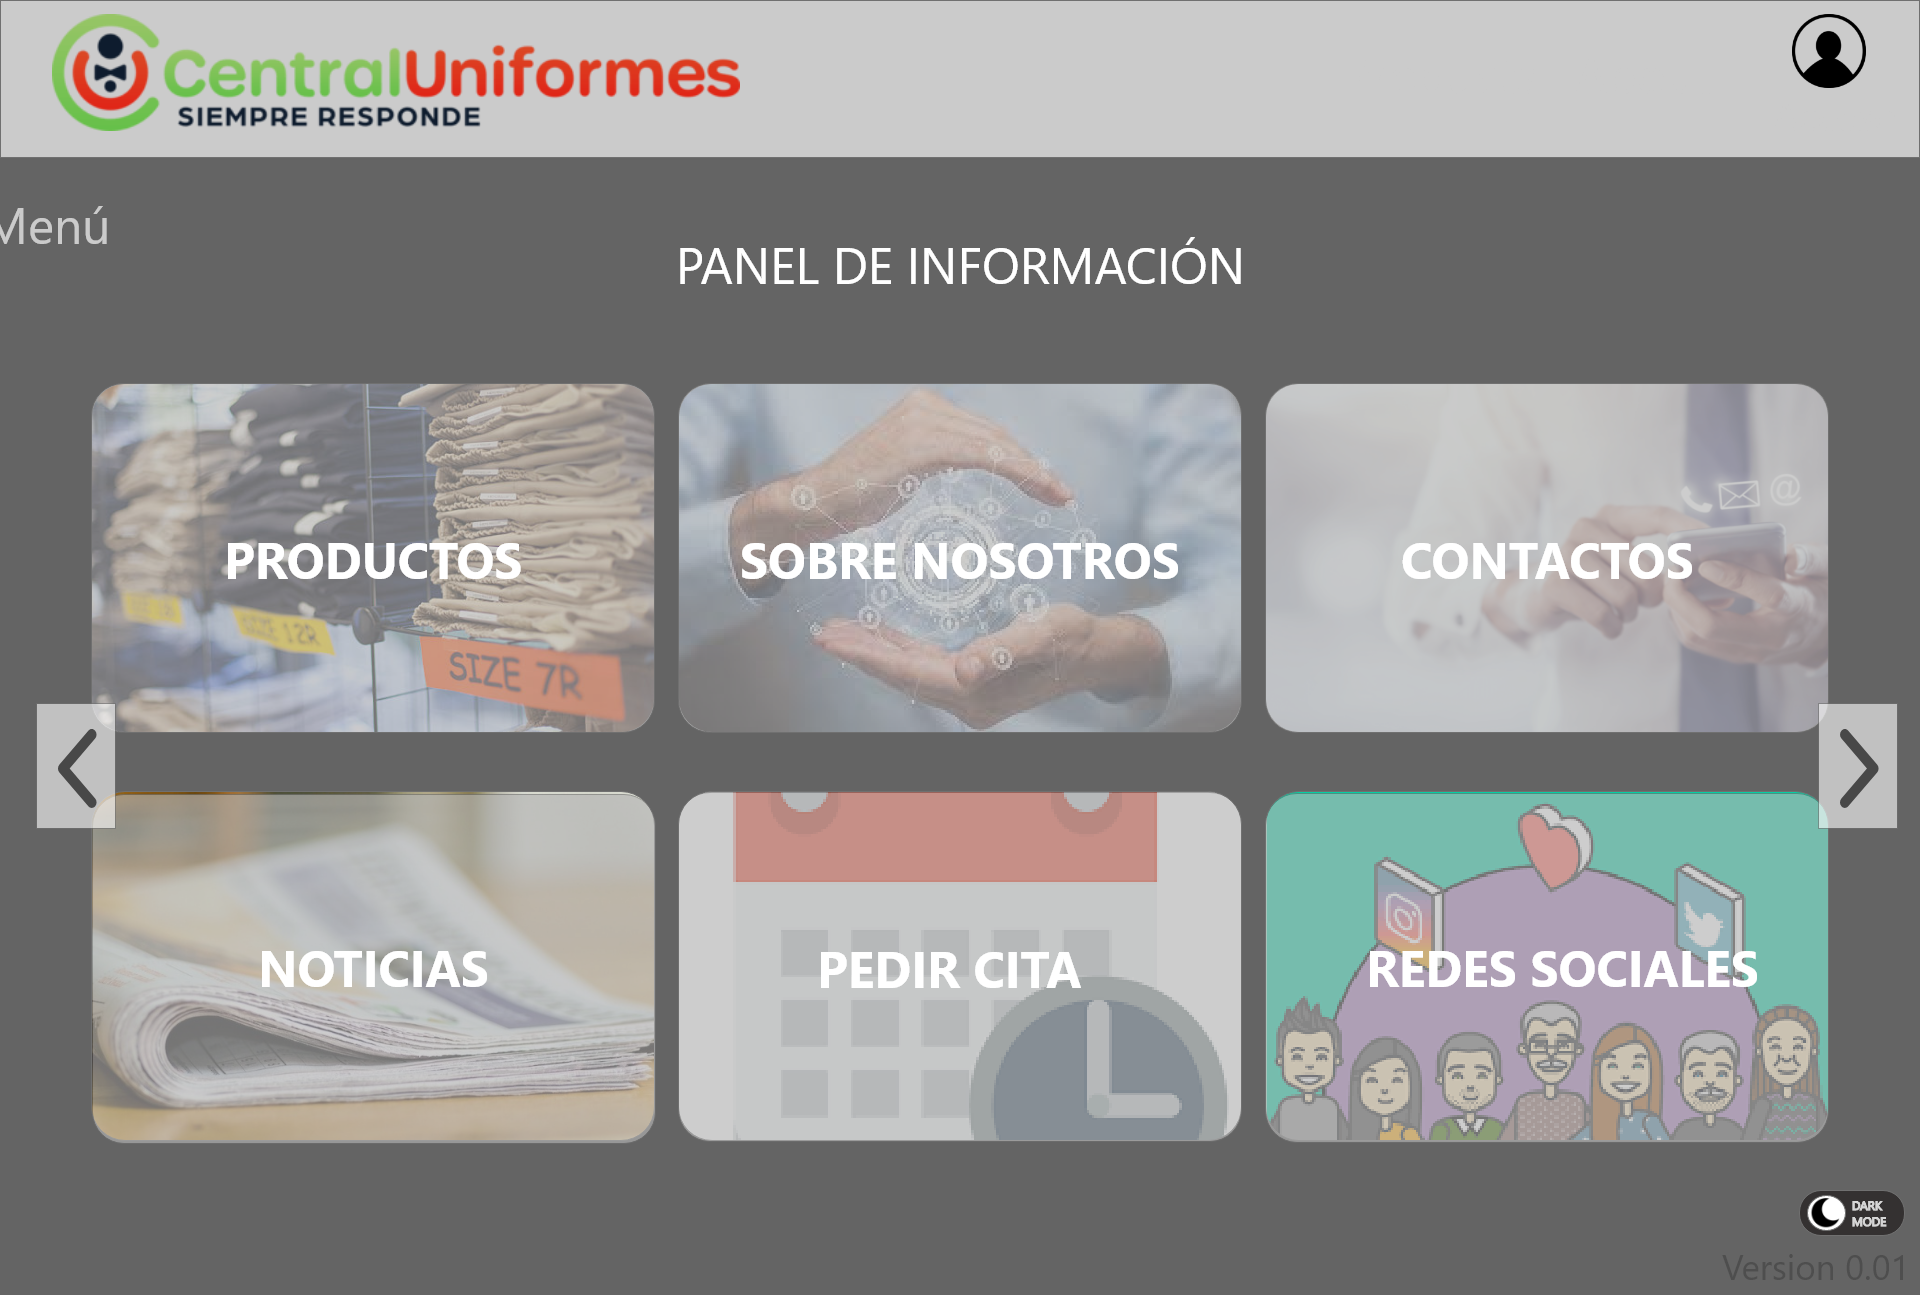 CentralUniformes
SIEMPRE RESPONDE
Menú
PANEL DE INFORMACIÓN
PRODUCTOS
12R
SIZE 7R
SOBRE NOSOTROS
@
CONTACTOS
NOTICIAS
PEDIR CITA
REDES SOCIALES
DARK
MODE
Version 0.01